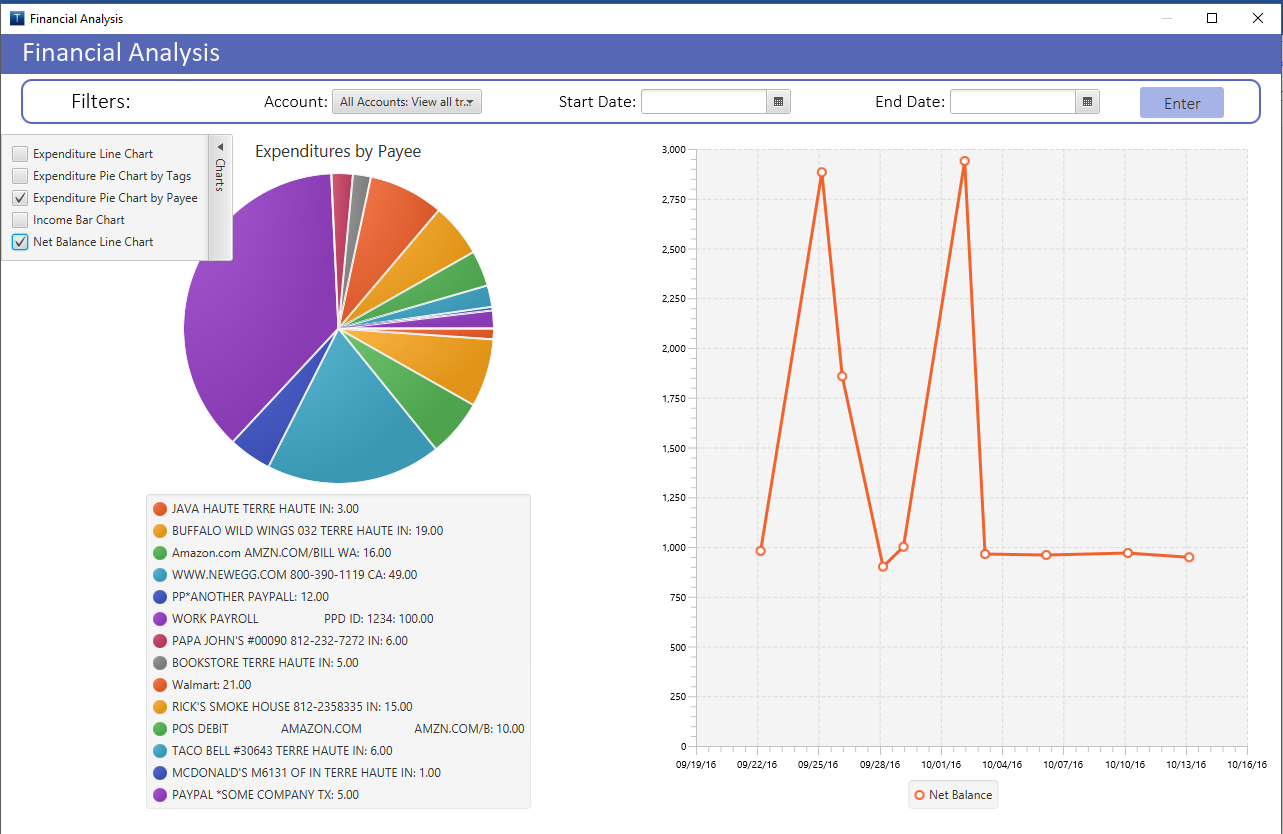 Financial Analysis
Financial Analysis
Filters:
Account: All Accounts: View all tr..
Start Date:
End Date:
Enter
Expenditure Line Chart
Expenditure Pie Chart by Tags
Expenditure Pie Chart by Payee
Income Bar Chart
Net Balance Line Chart
Charts
Expenditures by Payee
JAVA HAUTE TERRE HAUTE IN: 3.00
BUFFALO WILD WINGS 032 TERRE HAUTE IN: 19.00
Amazon.com AMZN.COM/BILL WA: 16.00
WWW.NEWEGG.COM 800-390-1119 CA: 49.00
PP*ANOTHER PAYPALL: 12.00
WORK PAYROLL PPD ID: 1234: 100.00
PAPA JOHN'S #00090 812-232-7272 IN: 6.00
BOOKSTORE TERRE HAUTE IN: 5.00
Walmart: 21.00
RICK'S SMOKE HOUSE 812-2358335 IN: 15.00
POS DEBIT AMAZON.COM AMZN.COM/B: 10.00
TACO BELL #30643 TERRE HAUTE IN: 6.00
MCDONALD'S M6131 OF IN TERRE HAUTE IN: 1.00
PAYPAL *SOME COMPANY TX: 5.00
3,000
2,750
2,500
2,250
2,000
1,750
1,500
1,250
1,000
750
500
250
0
09/19/16 09/22/16 09/25/16 09/28/16 10/01/16 10/04/16 10/07/16 10/10/16 10/13/16 10/16/16
Net Balance